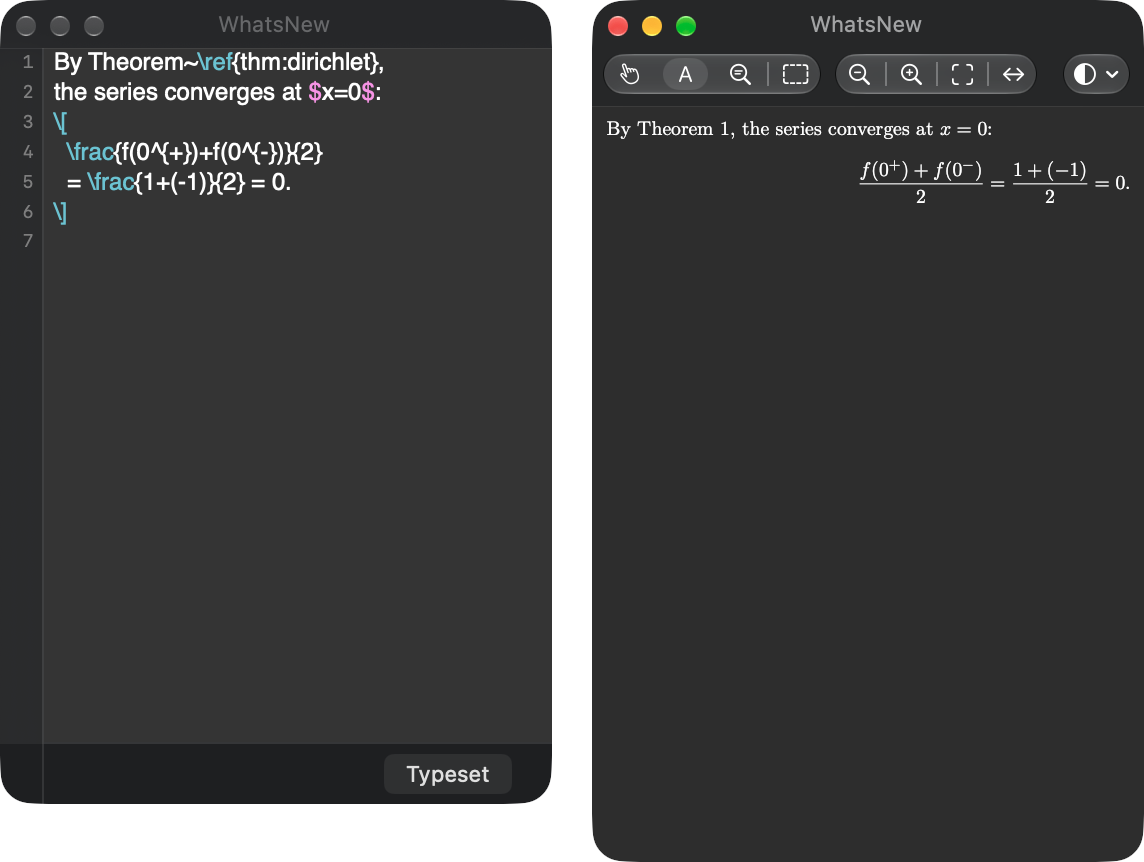 WhatsNew
1 By Theorem~\ref{thm:dirichlet},
2 the series converges at $x=0$:
3 \[
4 \frac{f(0^{+})+f(0^{-})}{2}
5 = \frac{1+(-1)}{2} = 0.
6 \]
7
Typeset
WhatsNew
A
By Theorem 1, the series converges at x = 0:
f(0⁺) + f(0⁻) / 2 = 1 + (−1) / 2 = 0.